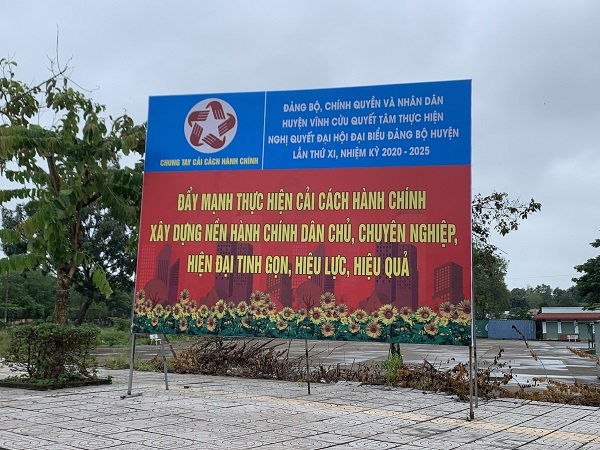 CHUNG TAY CẢI CÁCH HÀNH CHÍNH
ĐẢNG BỘ, CHÍNH QUYỀN VÀ NHÂN DÂN
HUYỆN VĨNH CỬU QUYẾT TÂM THỰC HIỆN
NGHỊ QUYẾT ĐẠI HỘI ĐẠI BIỂU ĐẢNG BỘ HUYỆN
LẦN THỨ XI, NHIỆM KỲ 2020 - 2025
ĐẨY MẠNH THỰC HIỆN CẢI CÁCH HÀNH CHÍNH
XÂY DỰNG NỀN HÀNH CHÍNH DÂN CHỦ, CHUYÊN NGHIỆP,
HIỆN ĐẠI TINH GỌN, HIỆU LỰC, HIỆU QUẢ